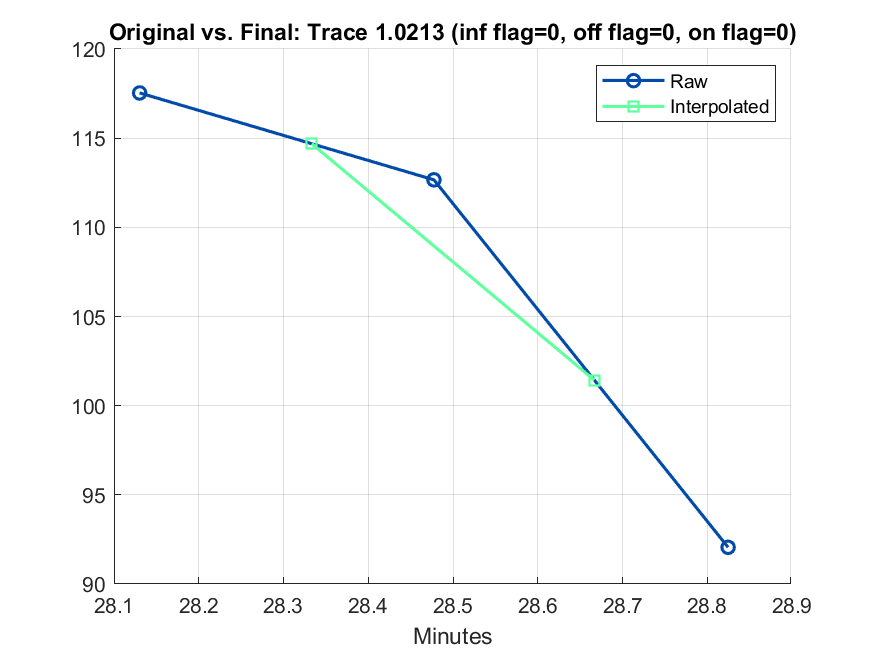 Original vs. Final: Trace 1.0213 (inf flag=0, off flag=0, on flag=0)
120
115
110
105
100
95
90
Raw
Interpolated
28.1 28.2 28.3 28.4 28.5 28.6 28.7 28.8 28.9
Minutes